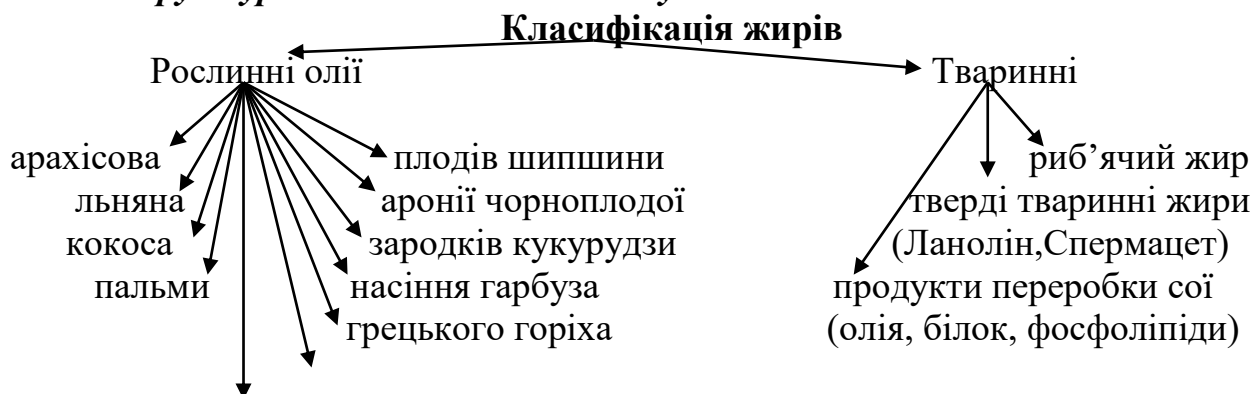 Класифікація жирів
Рослинні олії Тваринні
арахісова плодів шипшини риб’ячий жир
льняна аронії чорноплодої тверді тваринні жири
кокоса зародків кукурудзи (Ланолін,Спермацет)
пальми насіння гарбуза продукти переробки сої
грецького горіха (олія, білок, фосфоліпіди)